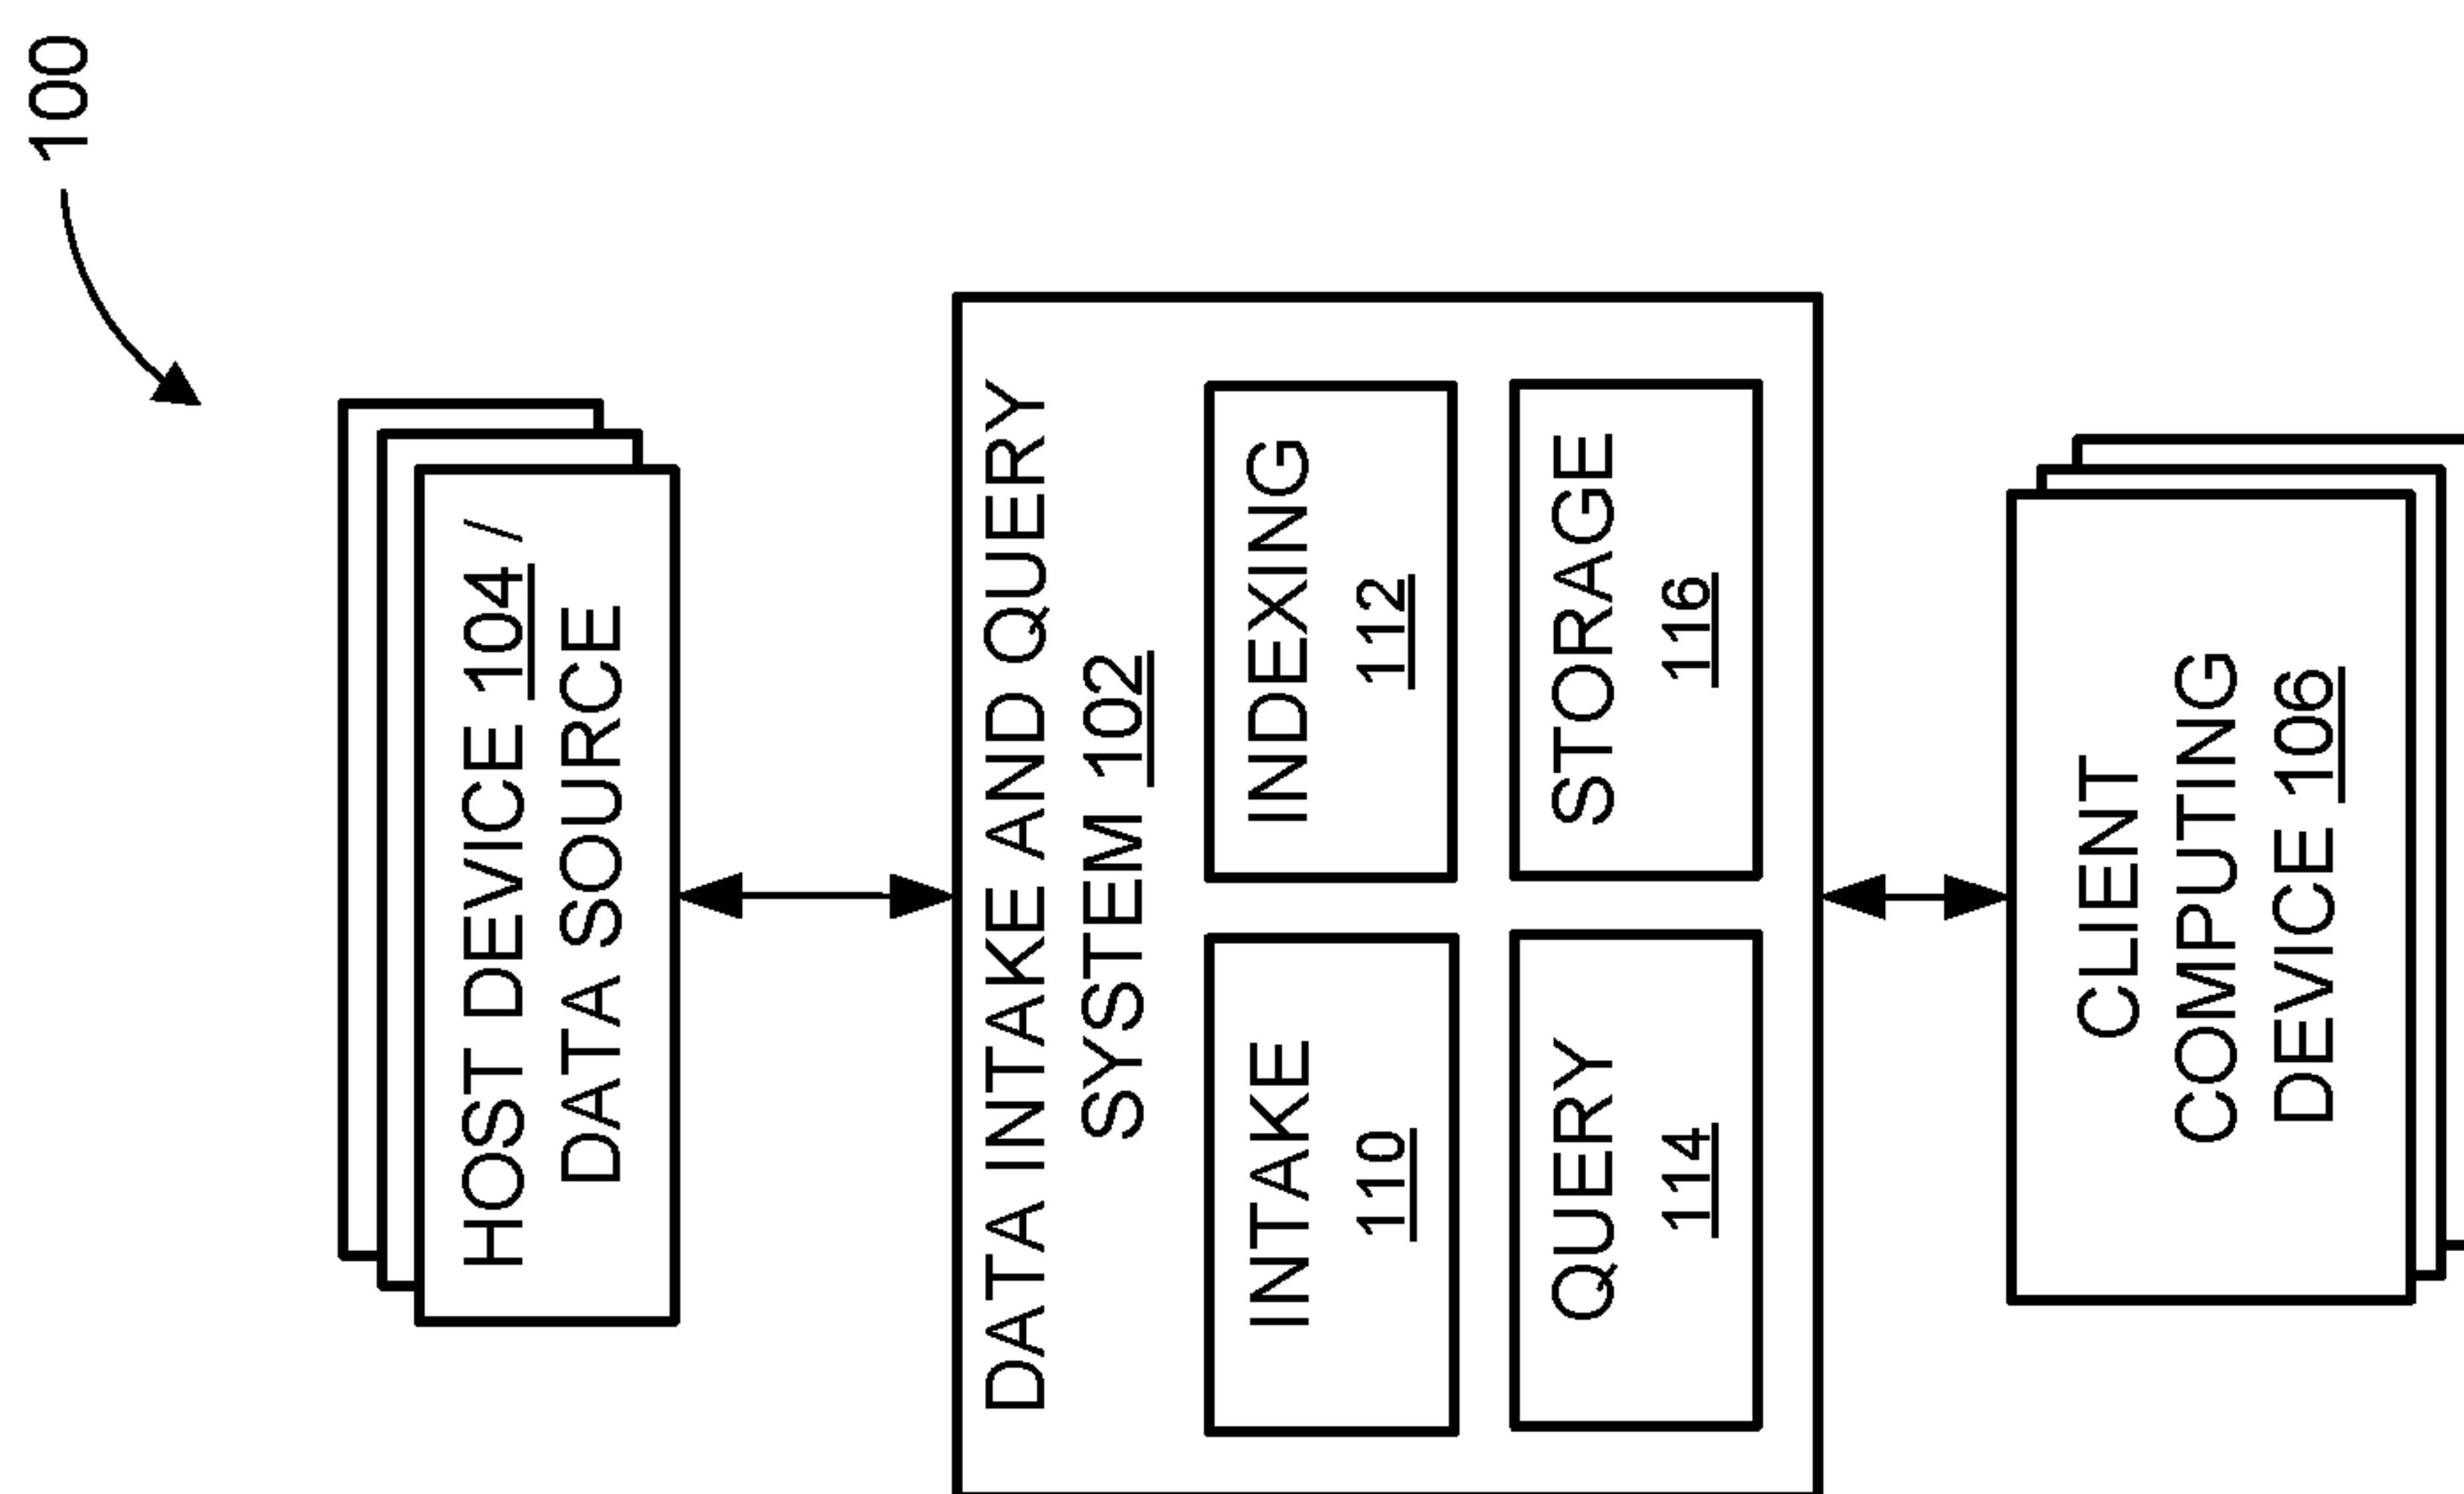 100
HOST DEVICE 104 /
DATA SOURCE
DATA INTAKE AND QUERY
SYSTEM 102
INTAKE
110
INDEXING
112
QUERY
114
STORAGE
116
CLIENT
COMPUTING
DEVICE 106